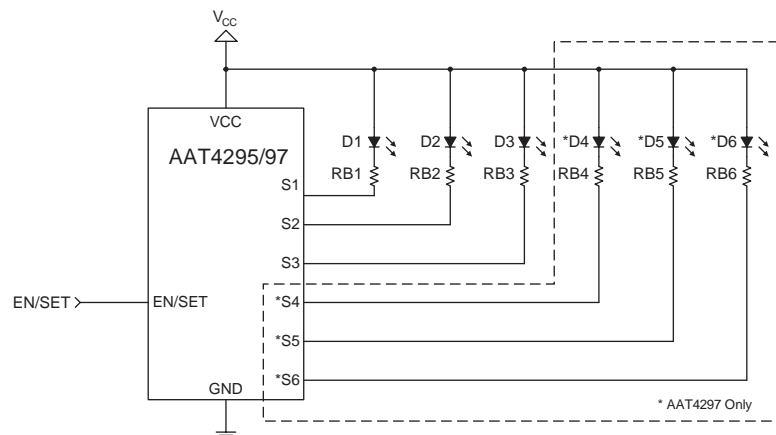 VCC
VCC
AAT4295/97
D1 D2 D3 *D4 *D5 *D6
RB1 RB2 RB3 RB4 RB5 RB6
S1
S2
S3
EN/SET EN/SET *S4
*S5
GND *S6
* AAT4297 Only